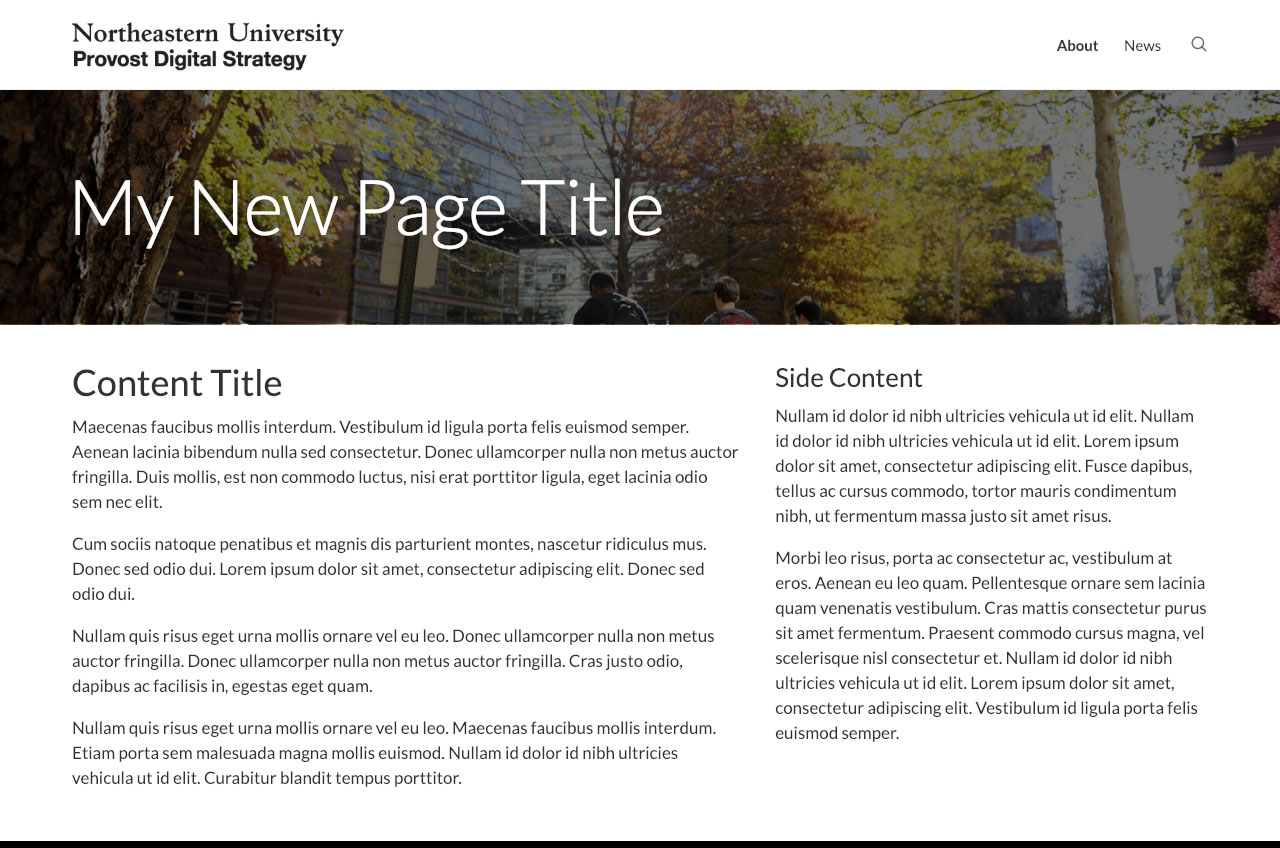 Northeastern University
Provost Digital Strategy
About News
My New Page Title
Content Title
Maecenas faucibus mollis interdum. Vestibulum id ligula porta felis euismod semper.
Aenean lacinia bibendum nulla sed consectetur. Donec ullamcorper nulla non metus auctor
fringilla. Duis mollis, est non commodo luctus, nisi erat porttitor ligula, eget lacinia odio
sem nec elit.
Cum sociis natoque penatibus et magnis dis parturient montes, nascetur ridiculus mus.
Donec sed odio dui. Lorem ipsum dolor sit amet, consectetur adipiscing elit. Donec sed
odio dui.
Nullam quis risus eget urna mollis ornare vel eu leo. Donec ullamcorper nulla non metus
auctor fringilla. Donec ullamcorper nulla non metus auctor fringilla. Cras justo odio,
dapibus ac facilisis in, egestas eget quam.
Nullam quis risus eget urna mollis ornare vel eu leo. Maecenas faucibus mollis interdum.
Etiam porta sem malesuada magna mollis euismod. Nullam id dolor id nibh ultricies
vehicula ut id elit. Curabitur blandit tempus porttitor.
Side Content
Nullam id dolor id nibh ultricies vehicula ut id elit. Nullam
id dolor id nibh ultricies vehicula ut id elit. Lorem ipsum
dolor sit amet, consectetur adipiscing elit. Fusce dapibus,
tellus ac cursus commodo, tortor mauris condimentum
nibh, ut fermentum massa justo sit amet risus.
Morbi leo risus, porta ac consectetur ac, vestibulum at
eros. Aenean eu leo quam. Pellentesque ornare sem lacinia
quam venenatis vestibulum. Cras mattis consectetur purus
sit amet fermentum. Praesent commodo cursus magna, vel
scelerisque nisl consectetur et. Nullam id dolor id nibh
ultricies vehicula ut id elit. Lorem ipsum dolor sit amet,
consectetur adipiscing elit. Vestibulum id ligula porta felis
euismod semper.